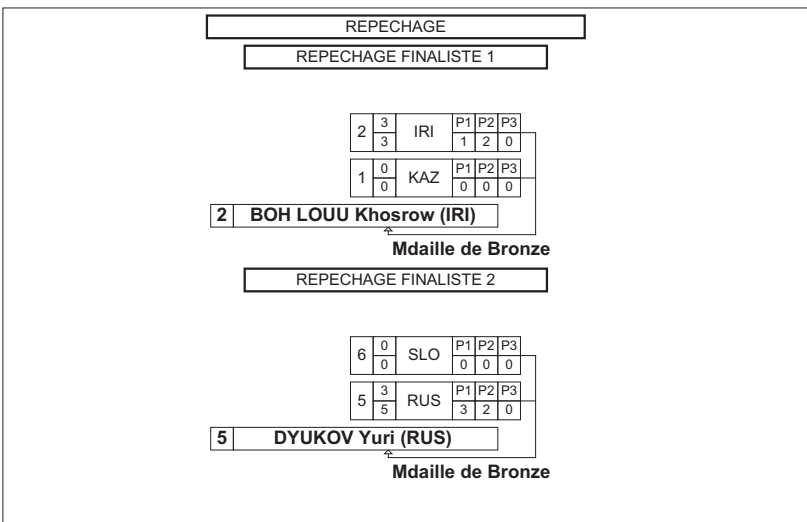 REPECHAGE
REPECHAGE FINALISTE 1
2 3 IRI P1 P2 P3
3 1 2 0
1 0 KAZ P1 P2 P3
0 0 0 0
2 BOH LOUU Khosrow (IRI)
Mdaille de Bronze
REPECHAGE FINALISTE 2
6 0 SLO P1 P2 P3
0 0 0 0
5 3 RUS P1 P2 P3
5 3 2 0
5 DYUKOV Yuri (RUS)
Mdaille de Bronze